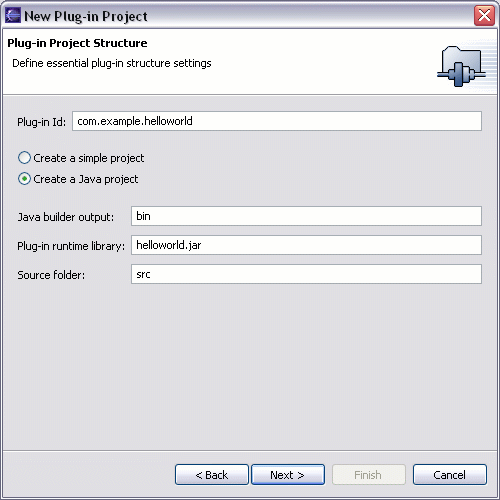 New Plug-in Project
Plug-in Project Structure
Define essential plug-in structure settings
Plug-in Id: com.example.helloworld
Create a simple project
Create a Java project
Java builder output: bin
Plug-in runtime library: helloworld.jar
Source folder: src
< Back Next > Finish Cancel